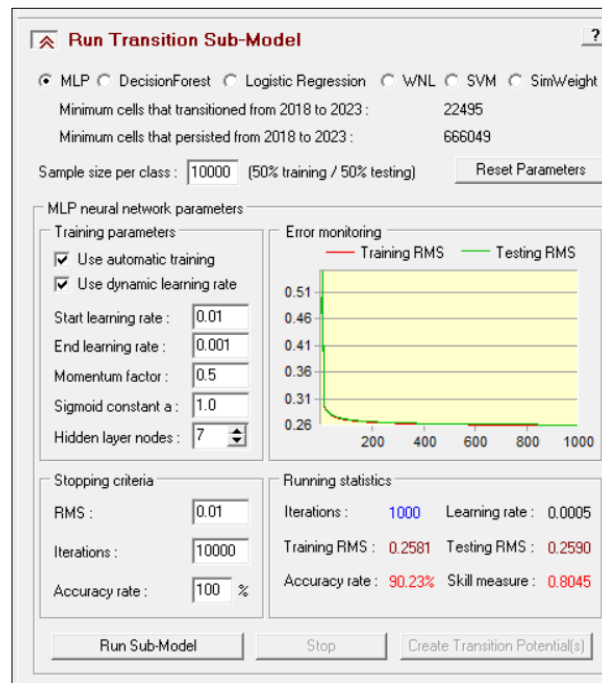 Run Transition Sub-Model
?
MLP DecisionForest Logistic Regression WNL SVM SimWeight
Minimum cells that transitioned from 2018 to 2023 : 22495
Minimum cells that persisted from 2018 to 2023 : 666049
Sample size per class : 10000 (50% training / 50% testing) Reset Parameters
MLP neural network parameters
Training parameters
Use automatic training
Use dynamic learning rate
Start learning rate : 0.01
End learning rate : 0.001
Momentum factor : 0.5
Sigmoid constant a : 1.0
Hidden layer nodes : 7
Error monitoring
Training RMS Testing RMS
0.51
0.46
0.41
0.36
0.31
0.26
200 400 600 800 1000
Stopping criteria
RMS : 0.01
Iterations : 10000
Accuracy rate : 100 %
Running statistics
Iterations : 1000 Learning rate : 0.0005
Training RMS : 0.2581 Testing RMS : 0.2590
Accuracy rate : 90.23% Skill measure : 0.8045
Run Sub-Model Stop Create Transition Potential(s)